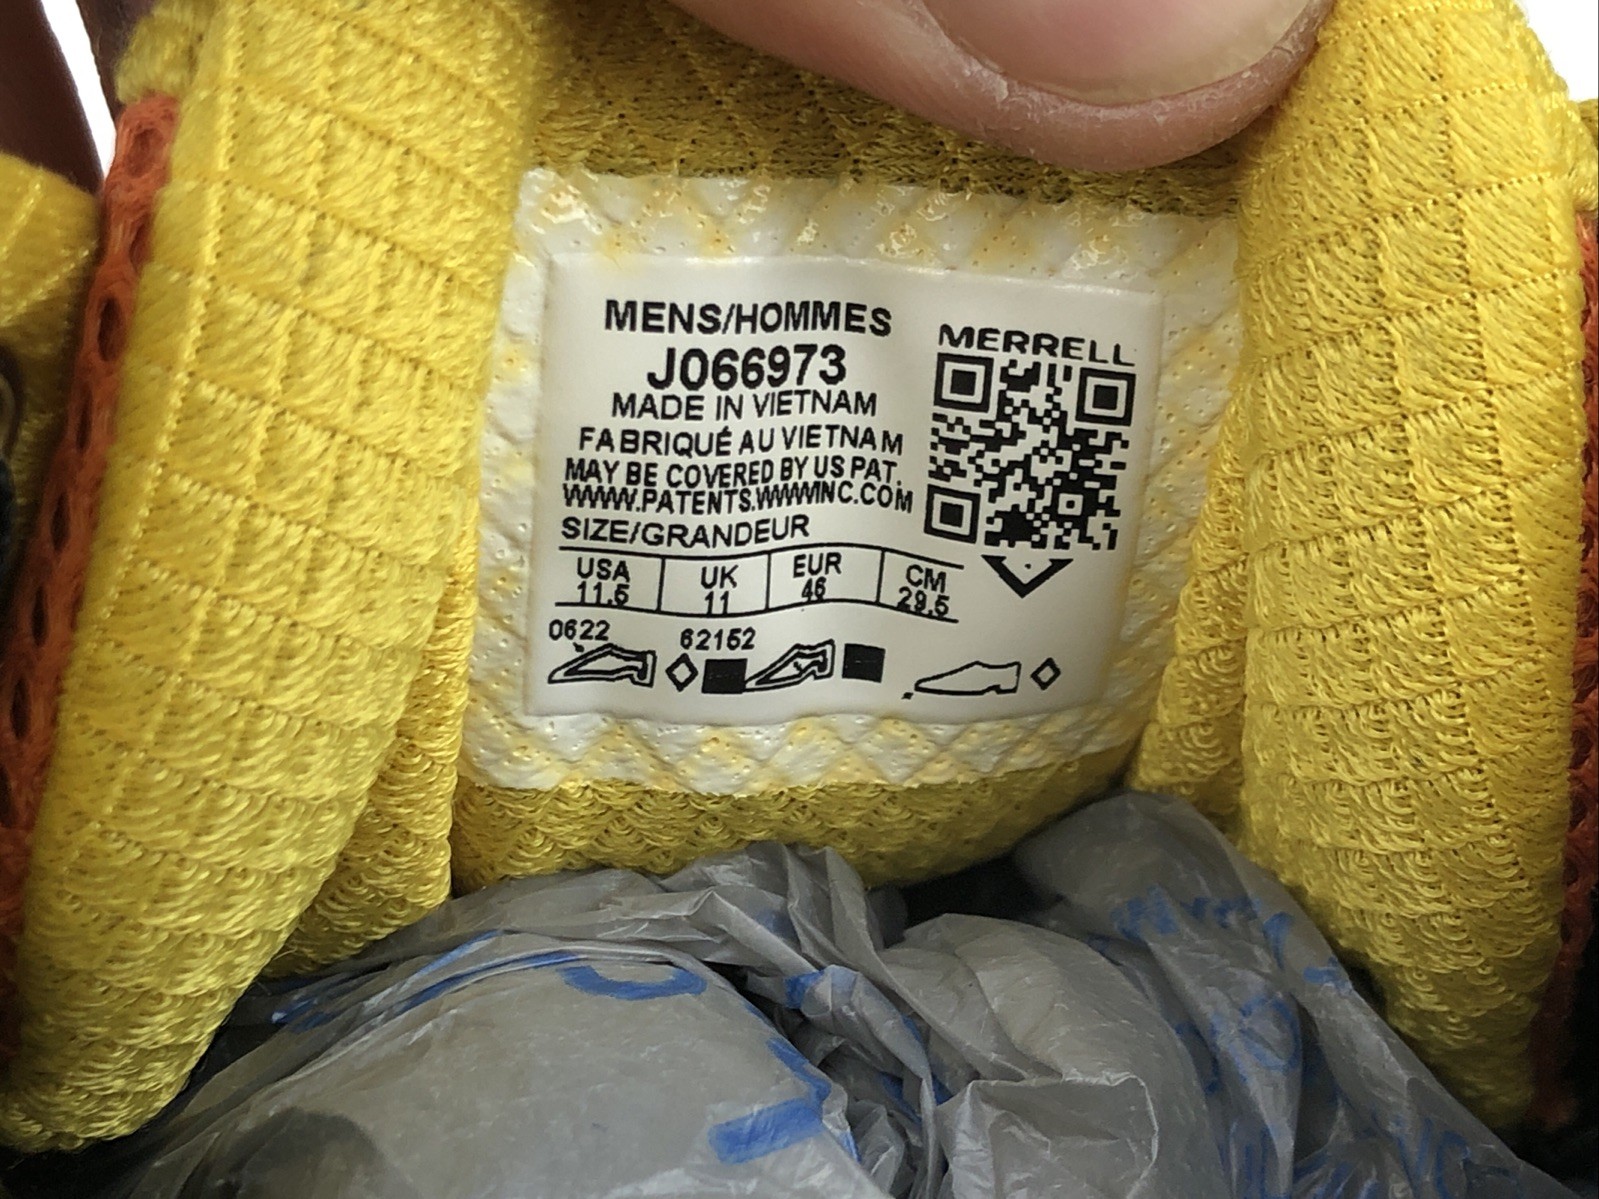 MENS/HOMMES
J066973
MADE IN VIETNAM
FABRIQUÉ AU VIETNAM
MAY BE COVERED BY US PAT.
WWW.PATENTS.WWWINC.COM
SIZE/GRANDEUR
USA UK EUR CM
11.5 11 46 29.5
0622 62152
MERRELL